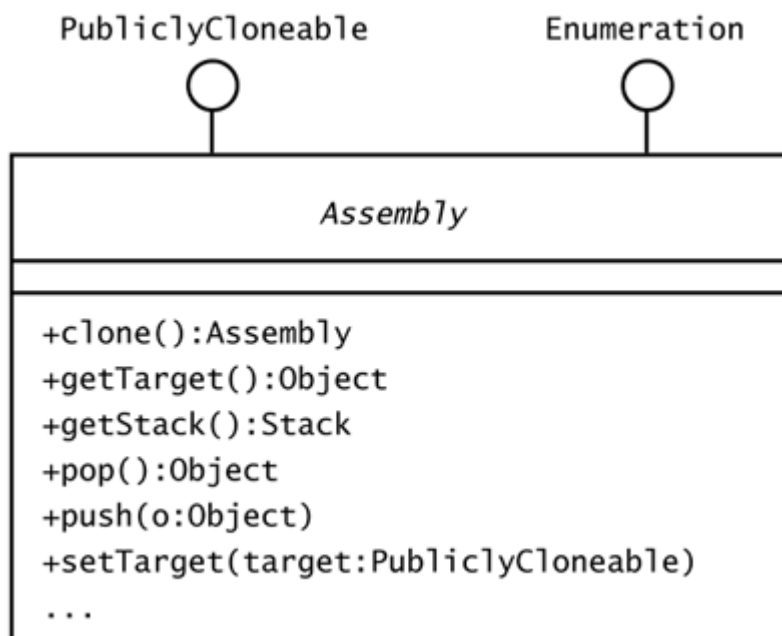 PubliclyCloneable Enumeration
Assembly
+clone():Assembly
+getTarget():Object
+getStack():Stack
+pop():Object
+push(o:Object)
+setTarget(target:PubliclyCloneable)
...